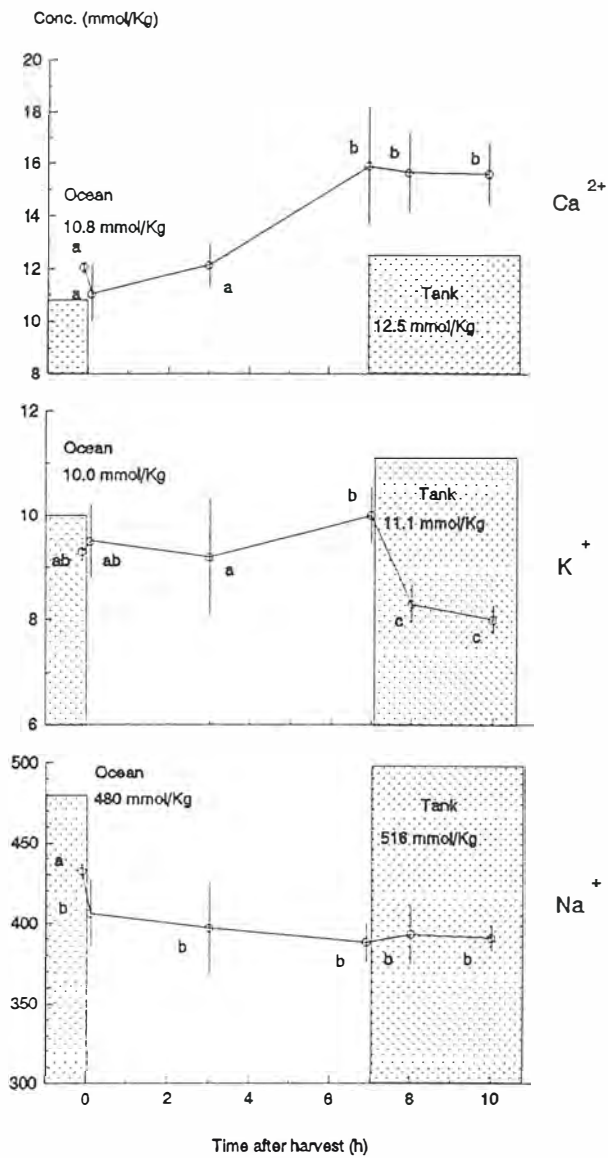 Conc. (mmol/Kg)
20
18
16
14
12
10
8
Ocean
10.8 mmol/Kg
a
a
a
b
b
b
Tank
12.5 mmol/Kg
Ca 2+
12
10
8
6
Ocean
10.0 mmol/Kg
ab
ab
a
b
c
c
Tank
11.1 mmol/Kg
K +
500
450
400
350
300
Ocean
480 mmol/Kg
a
b
b
b
b
b
Tank
516 mmol/Kg
Na +
0 2 4 6 8 10
Time after harvest (h)